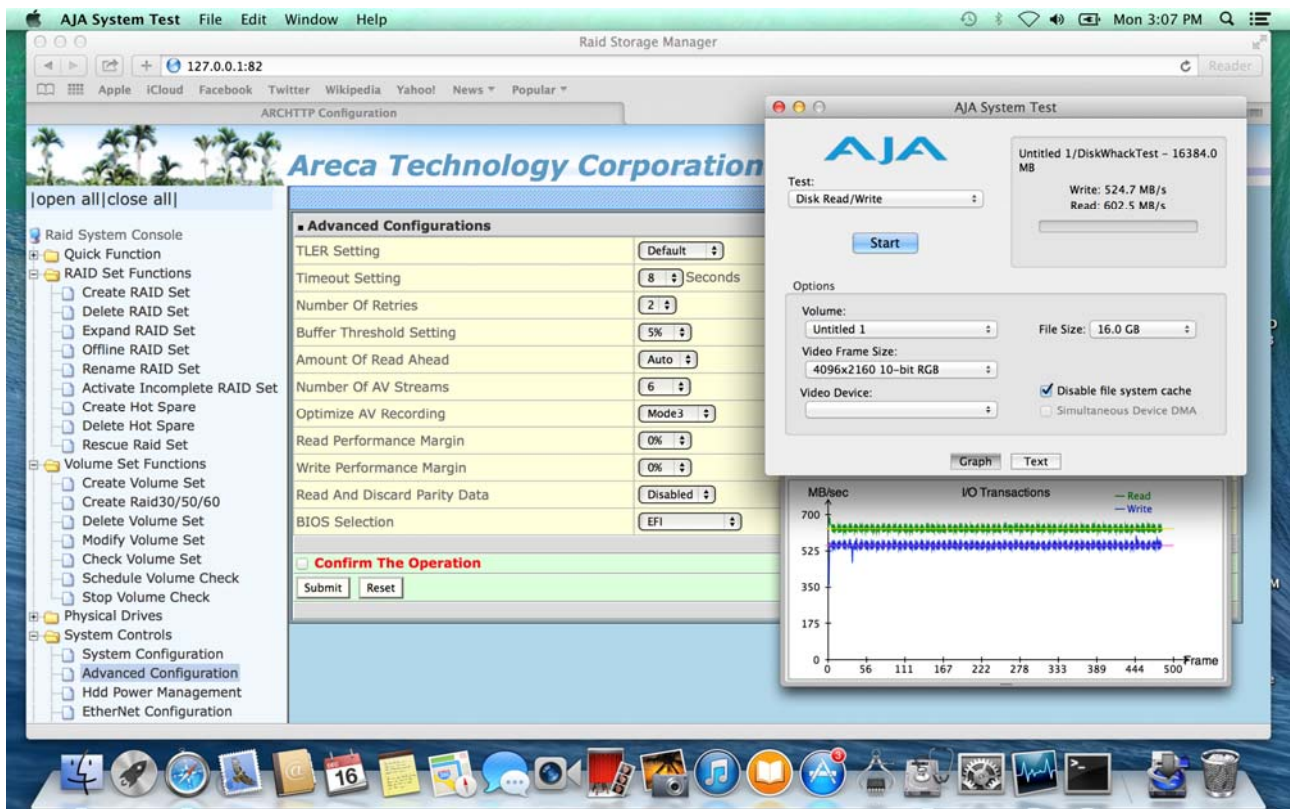 AJA System Test File Edit Window Help Mon 3:07 PM
Raid Storage Manager
127.0.0.1:82
Reader
Apple iCloud Facebook Twitter Wikipedia Yahoo! News Popular
ARCHTTP Configuration
Areca Technology Corporation
|open all|close all|
Raid System Console
Quick Function
RAID Set Functions
Create RAID Set
Delete RAID Set
Expand RAID Set
Offline RAID Set
Rename RAID Set
Activate Incomplete RAID Set
Create Hot Spare
Delete Hot Spare
Rescue Raid Set
Volume Set Functions
Create Volume Set
Create Raid30/50/60
Delete Volume Set
Modify Volume Set
Check Volume Set
Schedule Volume Check
Stop Volume Check
Physical Drives
System Controls
System Configuration
Advanced Configuration
Hdd Power Management
EtherNet Configuration
Advanced Configurations
TLER Setting Default
Timeout Setting 8 Seconds
Number Of Retries 2
Buffer Threshold Setting 5%
Amount Of Read Ahead Auto
Number Of AV Streams 6
Optimize AV Recording Mode3
Read Performance Margin 0%
Write Performance Margin 0%
Read And Discard Parity Data Disabled
BIOS Selection EFI
Confirm The Operation
Submit Reset
AJA System Test
AJA
Test:
Disk Read/Write
Start
Untitled 1/DiskWhackTest – 16384.0
MB
Write: 524.7 MB/s
Read: 602.5 MB/s
Options
Volume:
Untitled 1
File Size: 16.0 GB
Video Frame Size:
4096x2160 10-bit RGB
Video Device:
Disable file system cache
Simultaneous Device DMA
Graph Text
MB/sec I/O Transactions
Read
Write
700
525
350
175
0
0 56 111 167 222 278 333 389 444 500 Frame
DEC
16
3